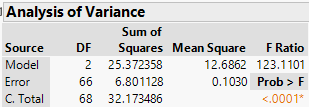 Analysis of Variance
Sum of
Source DF Squares Mean Square F Ratio
Model 2 25.372358 12.6862 123.1101
Error 66 6.801128 0.1030 Prob > F
C. Total 68 32.173486 <.0001*